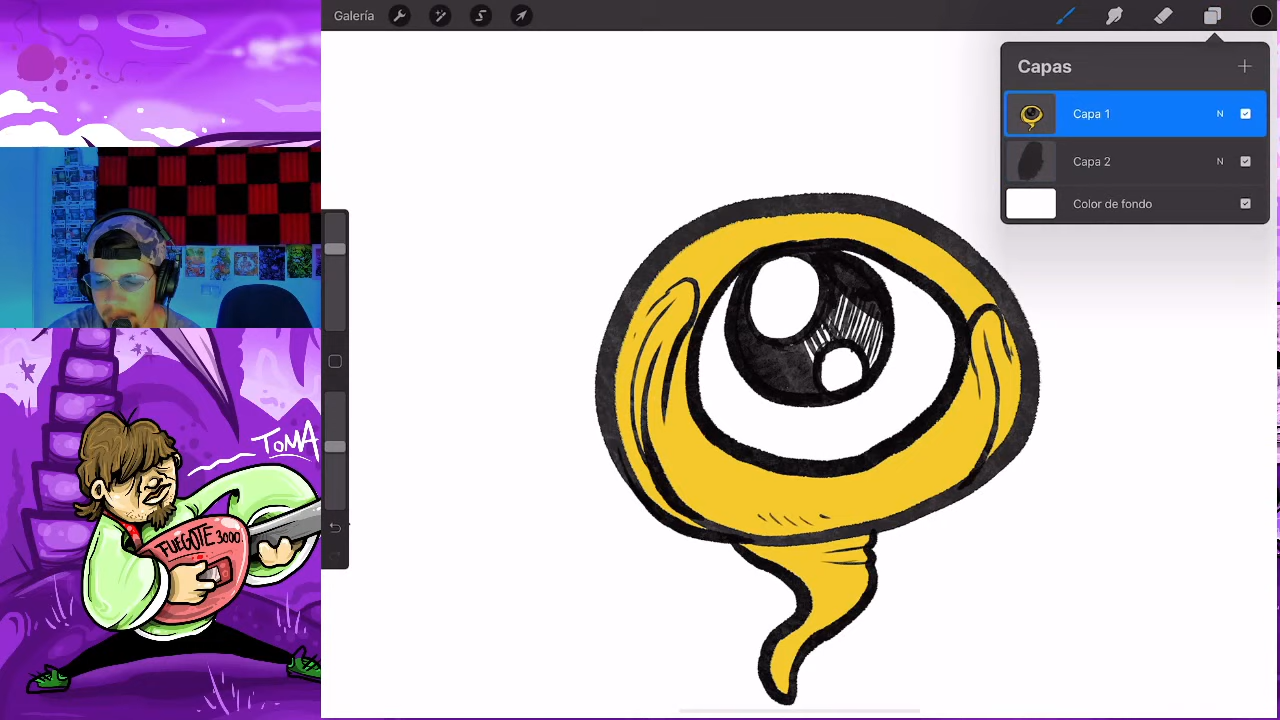 Galería
Capas
Capa 1 N
Capa 2 N
Color de fondo
TOMA
FUEGOTE 3000